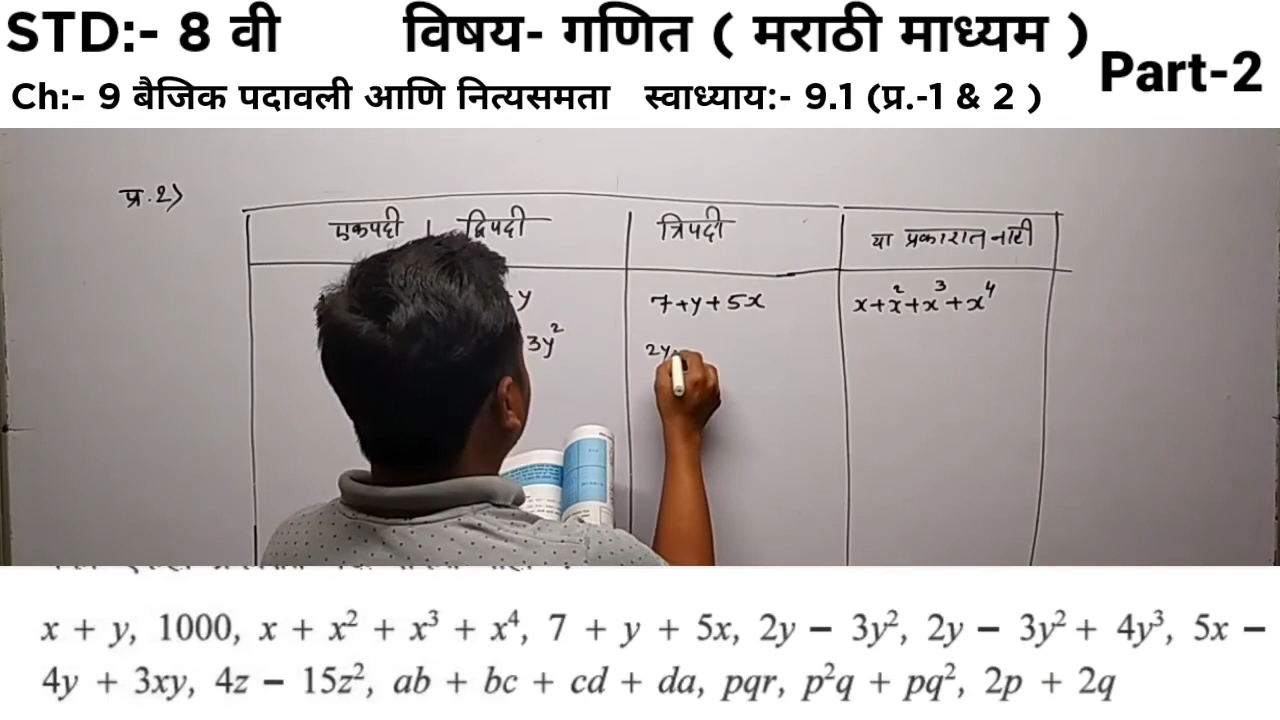 STD:- 8 वी विषय- गणित ( मराठी माध्यम )
Part-2
Ch:- 9 बैजिक पदावली आणि नित्यसमता स्वाध्याय:- 9.1 (प्र.-1 & 2 )
प्र.2)
एकपदी द्विपदी त्रिपदी या प्रकारात नाही
y 7+y+5x x+x²+x³+x⁴
3y² 2y
x + y, 1000, x + x² + x³ + x⁴, 7 + y + 5x, 2y − 3y², 2y − 3y² + 4y³, 5x −
4y + 3xy, 4z − 15z², ab + bc + cd + da, pqr, p²q + pq², 2p + 2q